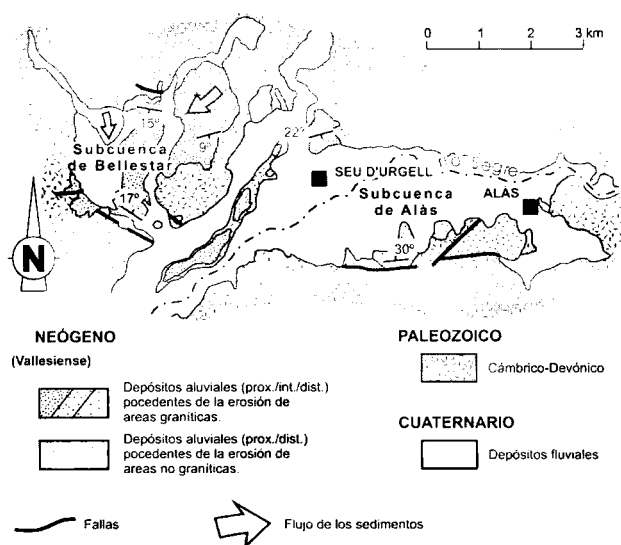 0 1 2 3 km
15º
9º
22º
Subcuenca
de Bellestar
17º
SEU D'URGELL
Segre
Subcuenca
de Alàs
ALÀS
30º
N
NEÓGENO
(Vallesiense)
Depósitos aluviales (prox./int./dist.)
pocedentes de la erosión de
areas graníticas.
Depósitos aluviales (prox./dist.)
pocedentes de la erosión de
areas no graníticas.
PALEOZOICO
Cámbrico-Devónico
CUATERNARIO
Depósitos fluviales
Fallas
Flujo de los sedimentos